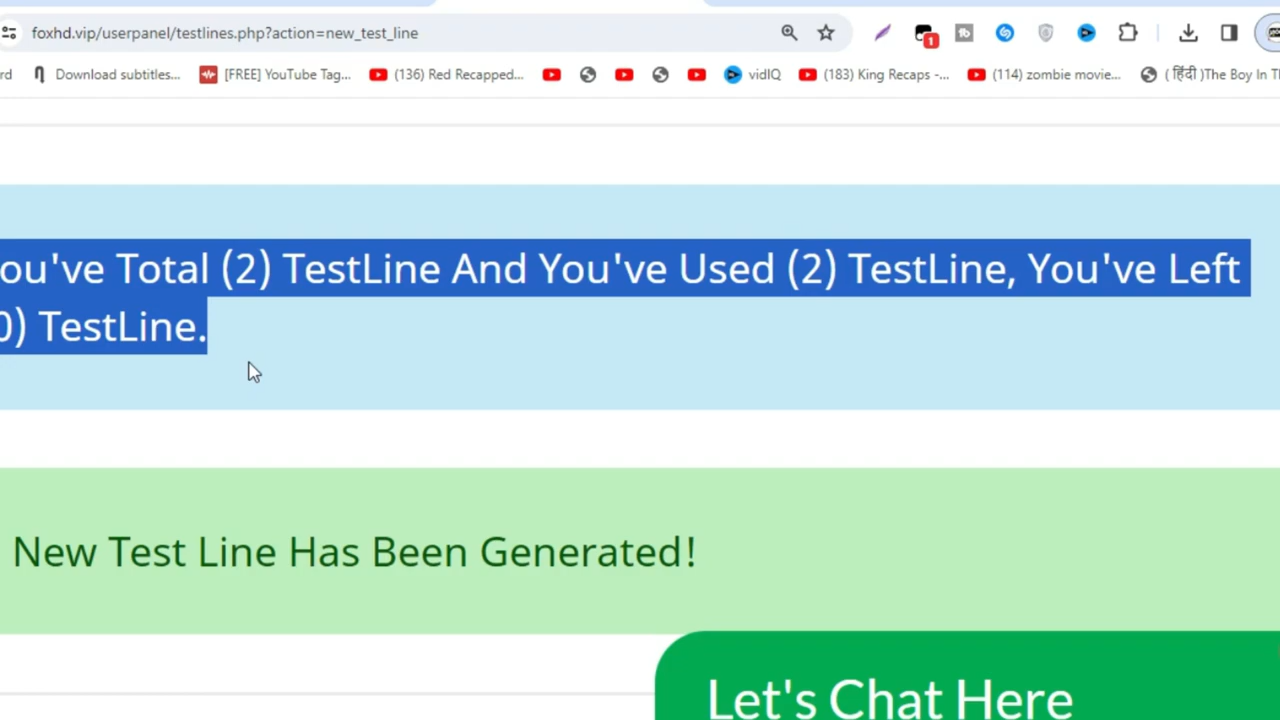 foxhd.vip/userpanel/testlines.php?action=new_test_line
1
rd Download subtitles... [FREE] YouTube Tag... (136) Red Recapped... vidIQ (183) King Recaps -... (114) zombie movie... ( हिंदी )The Boy In Th
ou've Total (2) TestLine And You've Used (2) TestLine, You've Left
0) TestLine.
New Test Line Has Been Generated!
Let's Chat Here